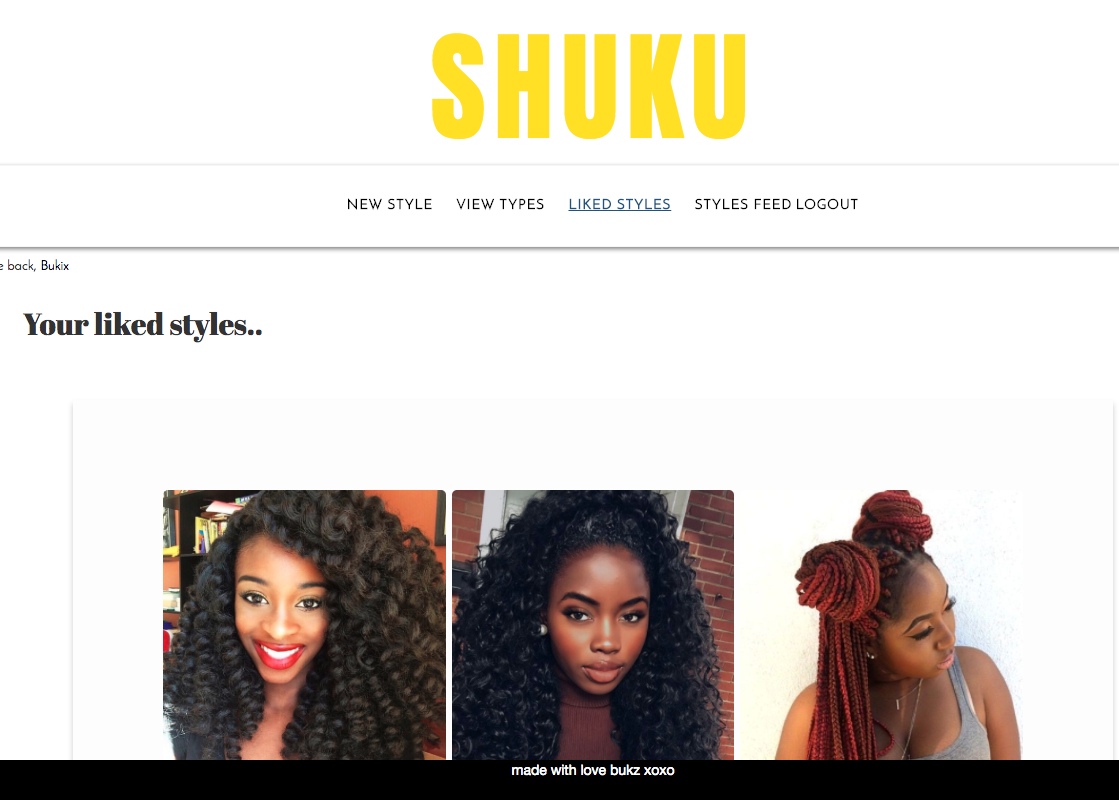 SHUKU
NEW STYLE VIEW TYPES LIKED STYLES STYLES FEED LOGOUT
back, Bukix
Your liked styles..
made with love bukz xoxo